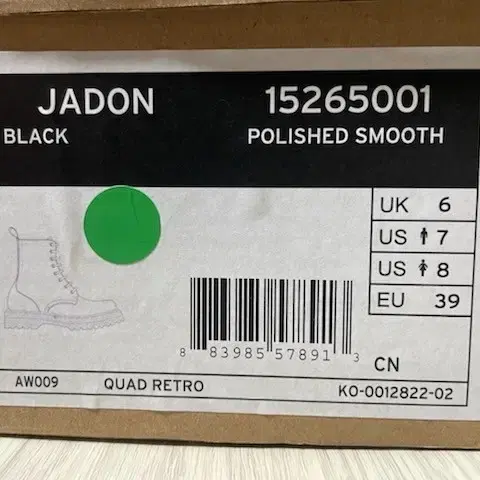 JADON 15265001
BLACK POLISHED SMOOTH
UK 6
US 7
US 8
EU 39
8 83985 57891 3
CN
AW009 QUAD RETRO KO-0012822-02